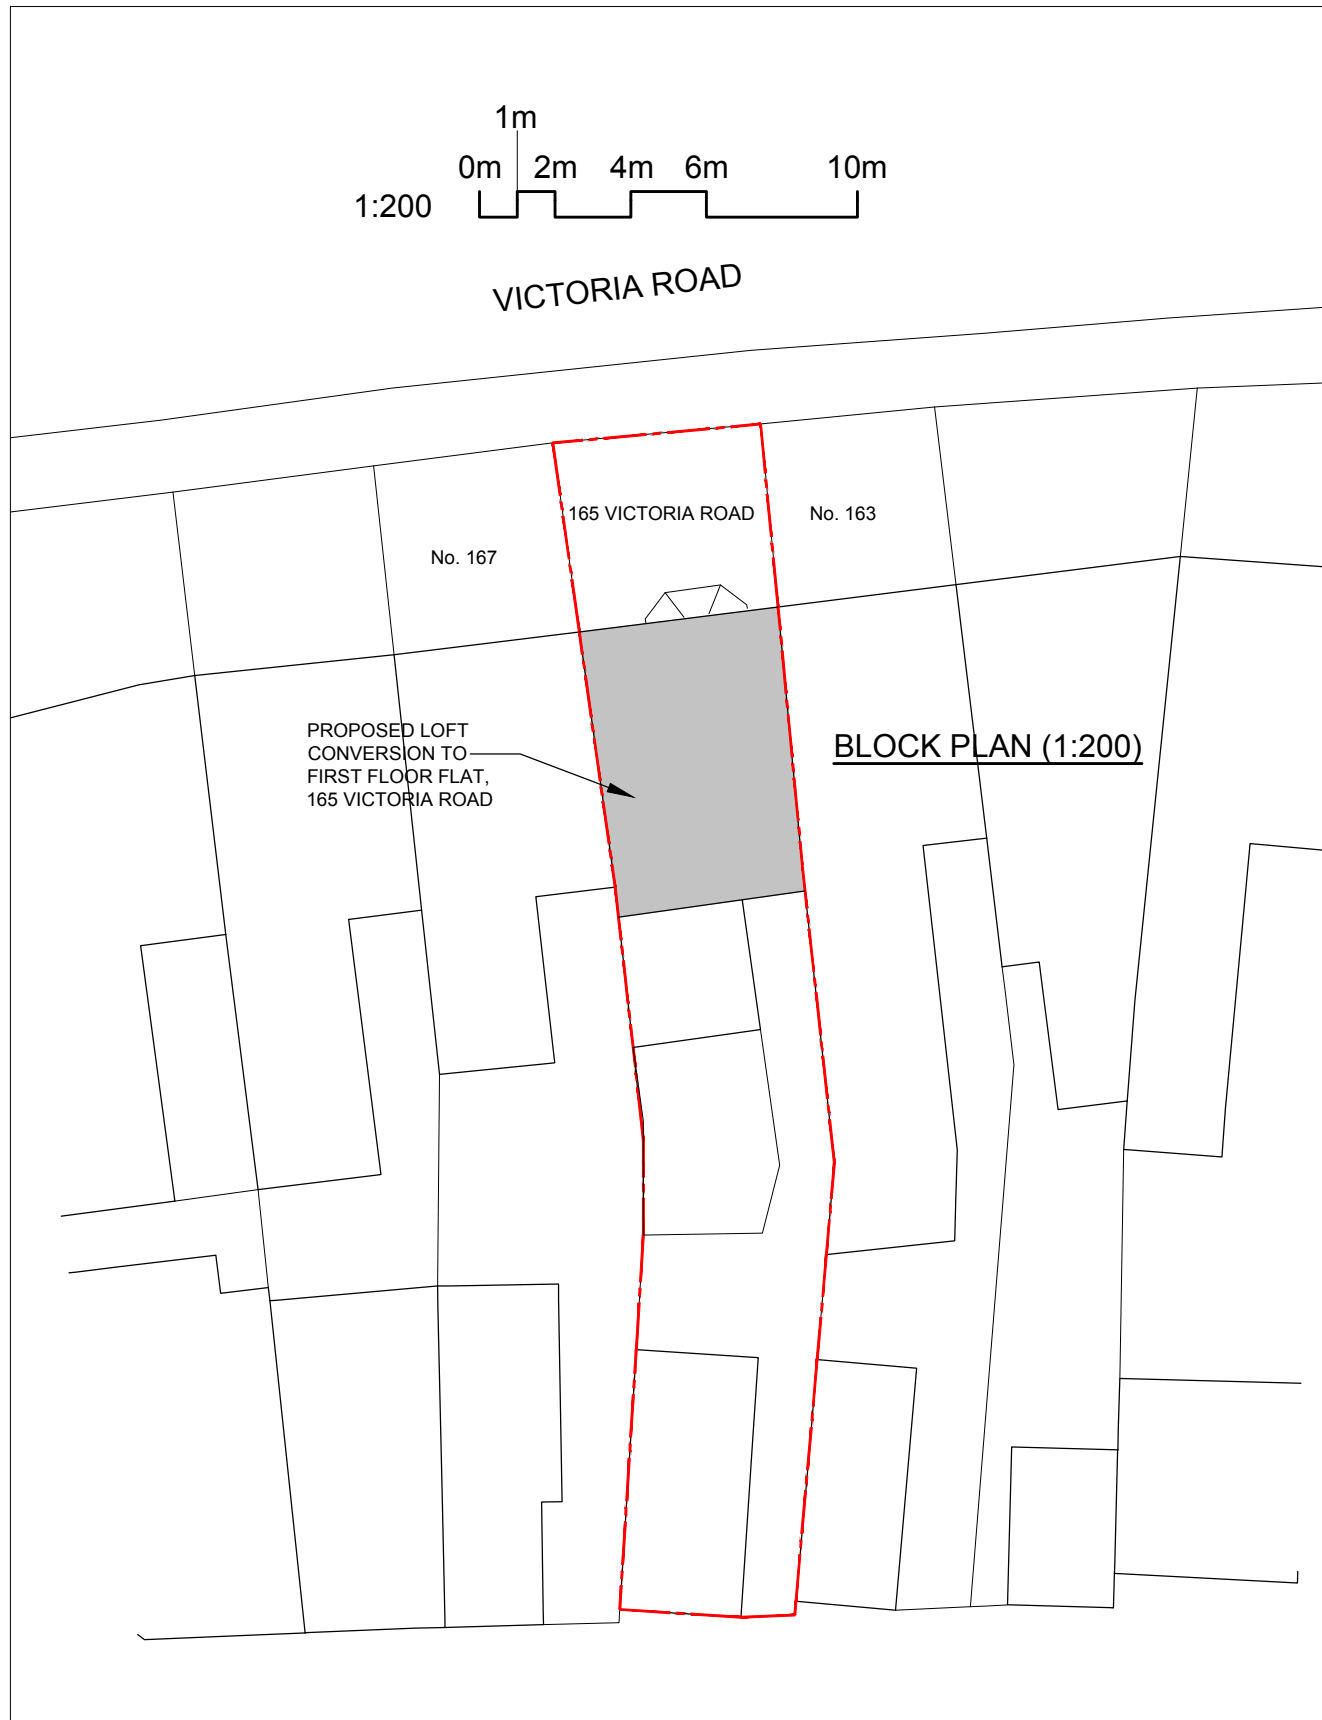 1m
0m 2m 4m 6m 10m
1:200
VICTORIA ROAD
165 VICTORIA ROAD
No. 163
No. 167
PROPOSED LOFT
CONVERSION TO
FIRST FLOOR FLAT,
165 VICTORIA ROAD
BLOCK PLAN (1:200)